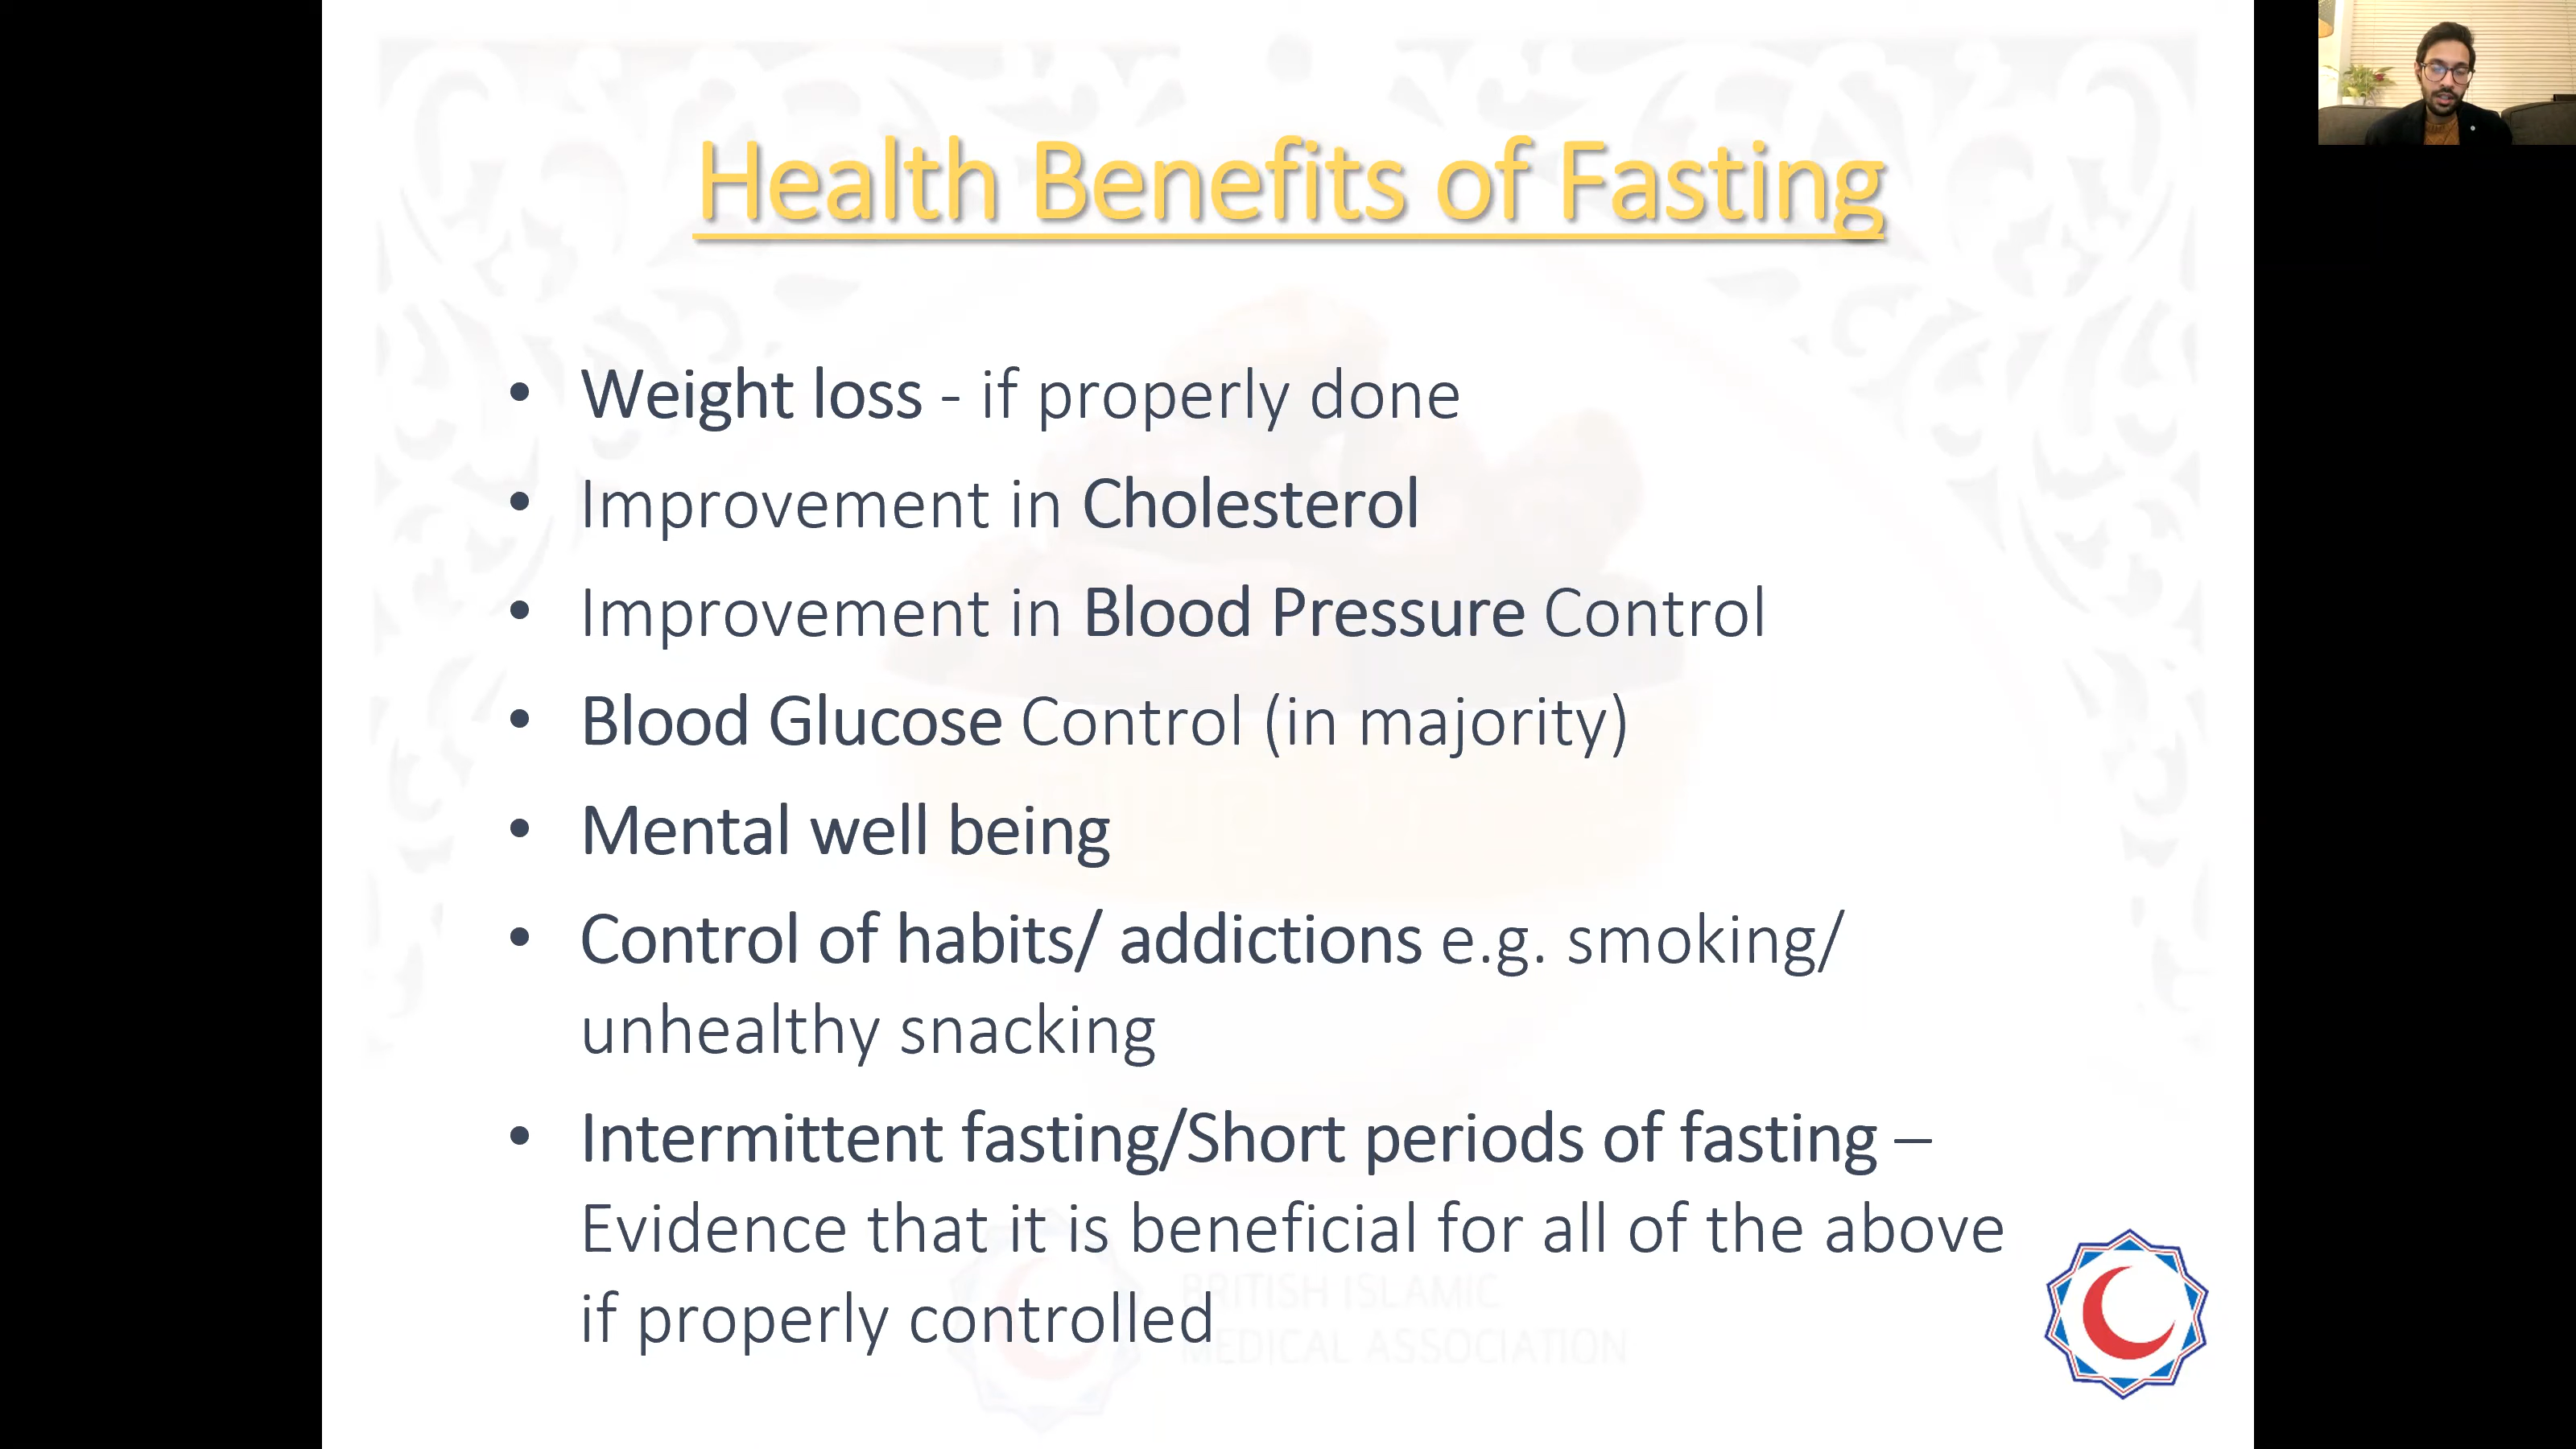 Health Benefits of Fasting
• Weight loss - if properly done
• Improvement in Cholesterol
• Improvement in Blood Pressure Control
• Blood Glucose Control (in majority)
• Mental well being
• Control of habits/ addictions e.g. smoking/
unhealthy snacking
• Intermittent fasting/Short periods of fasting –
Evidence that it is beneficial for all of the above
if properly controlled
BRITISH ISLAMIC
MEDICAL ASSOCIATION